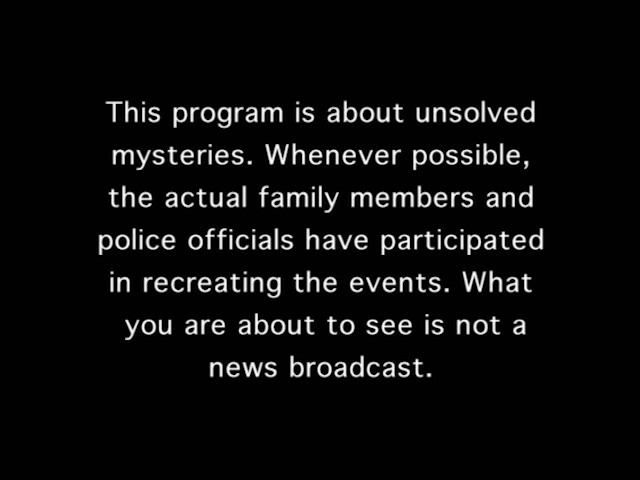 This program is about unsolved
mysteries. Whenever possible,
the actual family members and
police officials have participated
in recreating the events. What
you are about to see is not a
news broadcast.